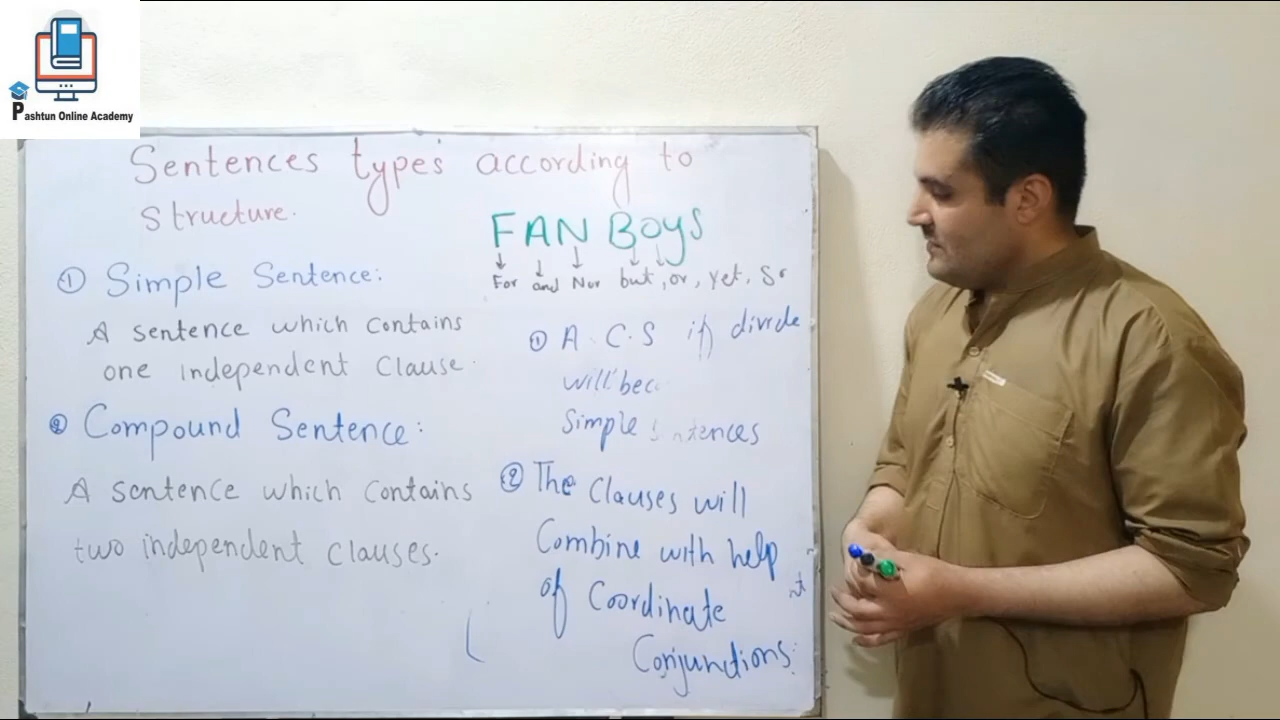 Pashtun Online Academy
Sentences types according to
structure.
① Simple Sentence:
A sentence which contains
one independent Clause.
② Compound Sentence:
A sentence which contains
two independent clauses.
FANBOYS
For and Nor but, or, yet, So
① A.C.S if divide
will bec
Simple sentences
② The Clauses will
Combine with help
of Coordinate
Conjunctions.